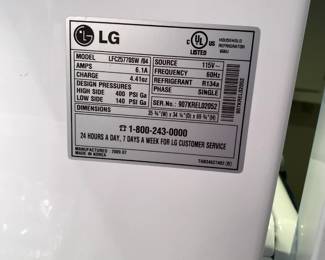 LG
C UL US
LISTED
HOUSEHOLD
REFRIGERATOR
MODEL LFC25770SW /04
AMPS 6.1A
CHARGE 4.41oz
DESIGN PRESSURES
HIGH SIDE 400 PSI Ga
LOW SIDE 140 PSI Ga
SOURCE 115V~
FREQUENCY 60Hz
REFRIGERANT R134a
PHASE SINGLE
SER.NO.: 907KREL02052
DIMENSIONS
☎ 1-800-243-0000
24 HOURS A DAY, 7 DAYS A WEEK FOR LG CUSTOMER SERVICE
MANUFACTURED 2009.07
MADE IN KOREA
907KREL02052